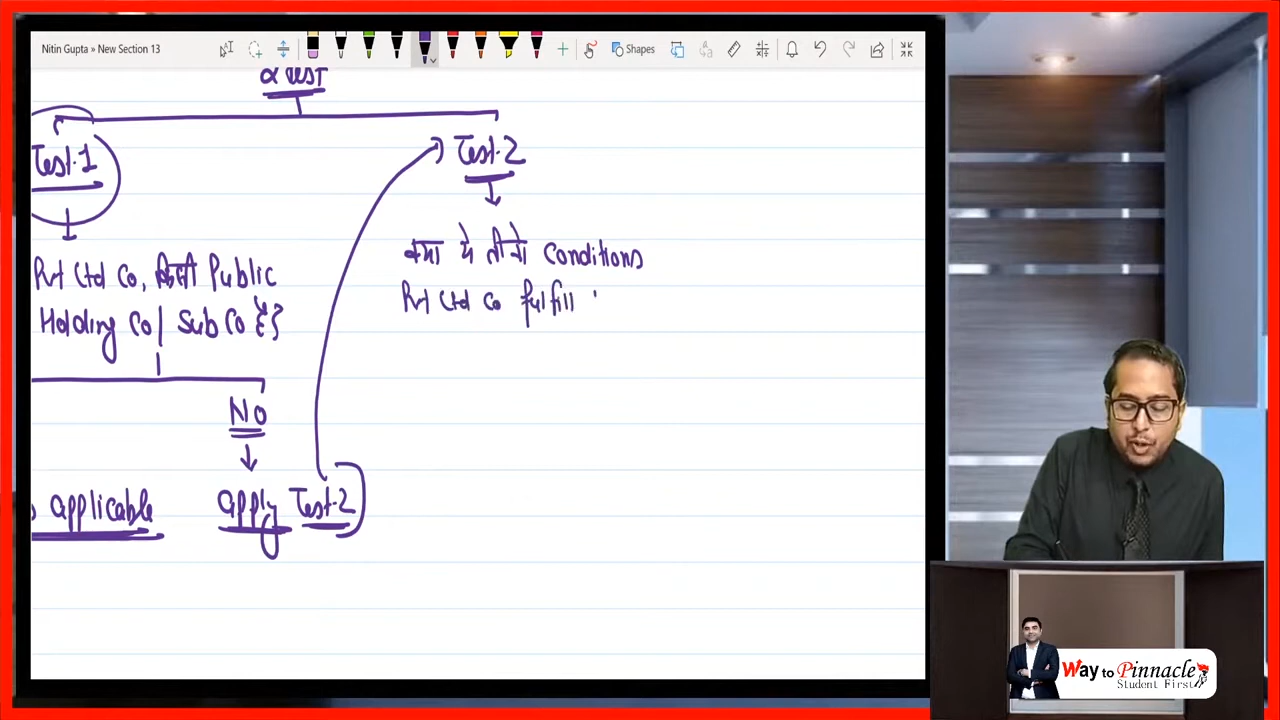 Nitin Gupta » New Section 13
Shapes
2 test
Test-1
Test-2
Pvt Ltd Co, किसी Public
Holding Co / Sub Co है?
No
applicable
apply Test-2
क्या ये तीनो conditions
Pvt Ltd Co fulfill
Way to Pinnacle
Student First